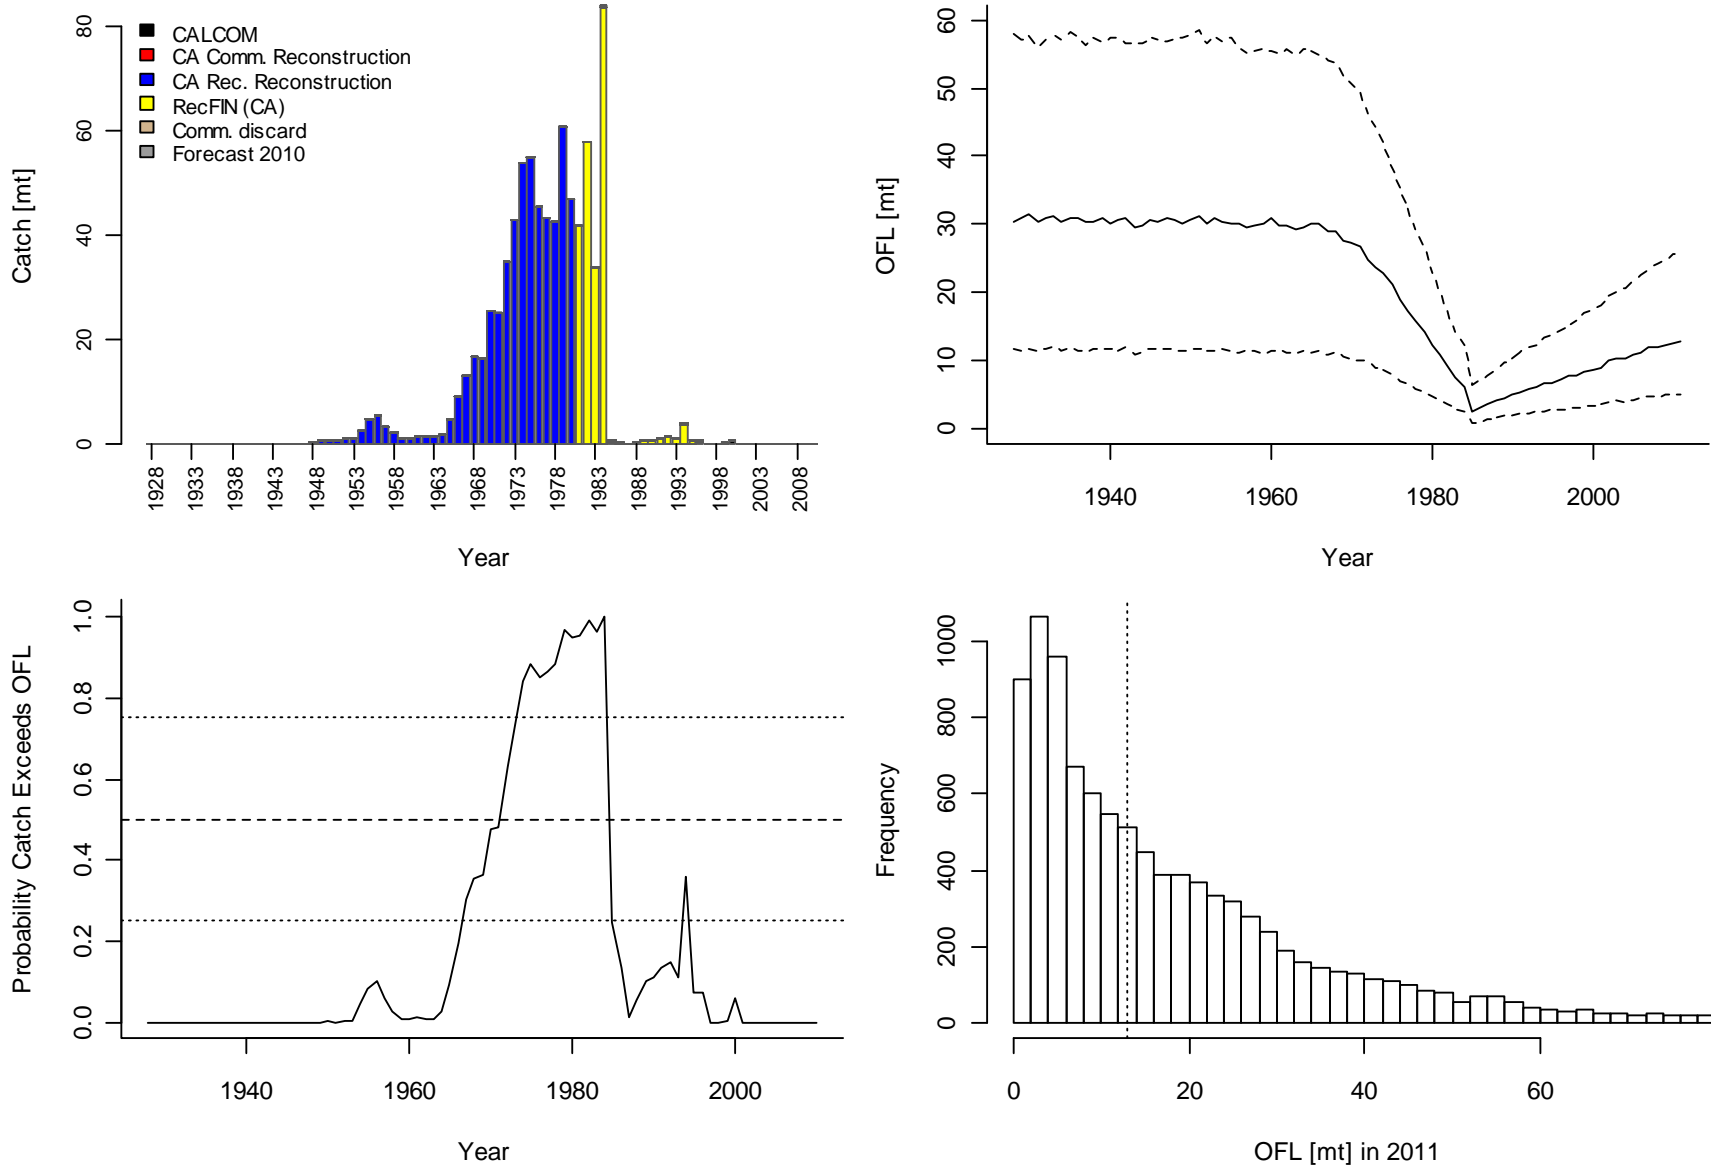 CALCOM
CA Comm. Reconstruction
CA Rec. Reconstruction
RecFIN (CA)
Comm. discard
Forecast 2010
Catch [mt]
0 20 40 60 80
1928 1933 1938 1943 1948 1953 1958 1963 1968 1973 1978 1983 1988 1993 1998 2003 2008
Year
OFL [mt]
0 10 20 30 40 50 60
1940 1960 1980 2000
Year
Probability Catch Exceeds OFL
0.0 0.2 0.4 0.6 0.8 1.0
1940 1960 1980 2000
Year
Frequency
0 200 400 600 800 1000
0 20 40 60
OFL [mt] in 2011